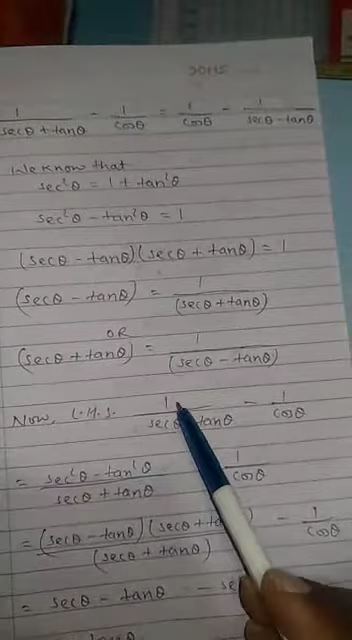 1/(secθ + tanθ) - 1/cosθ = 1/cosθ - 1/(secθ - tanθ)
We know that
sec²θ = 1 + tan²θ
sec²θ - tan²θ = 1
(secθ - tanθ)(secθ + tanθ) = 1
(secθ - tanθ) = 1/(secθ + tanθ)
OR
(secθ + tanθ) = 1/(secθ - tanθ)
Now, L.H.S. 1/(secθ tanθ) - 1/cosθ
= (sec²θ - tan²θ)/(secθ + tanθ) 1/cosθ
= (secθ - tanθ)(secθ + )/(secθ + tanθ) - 1/cosθ
= secθ - tanθ -